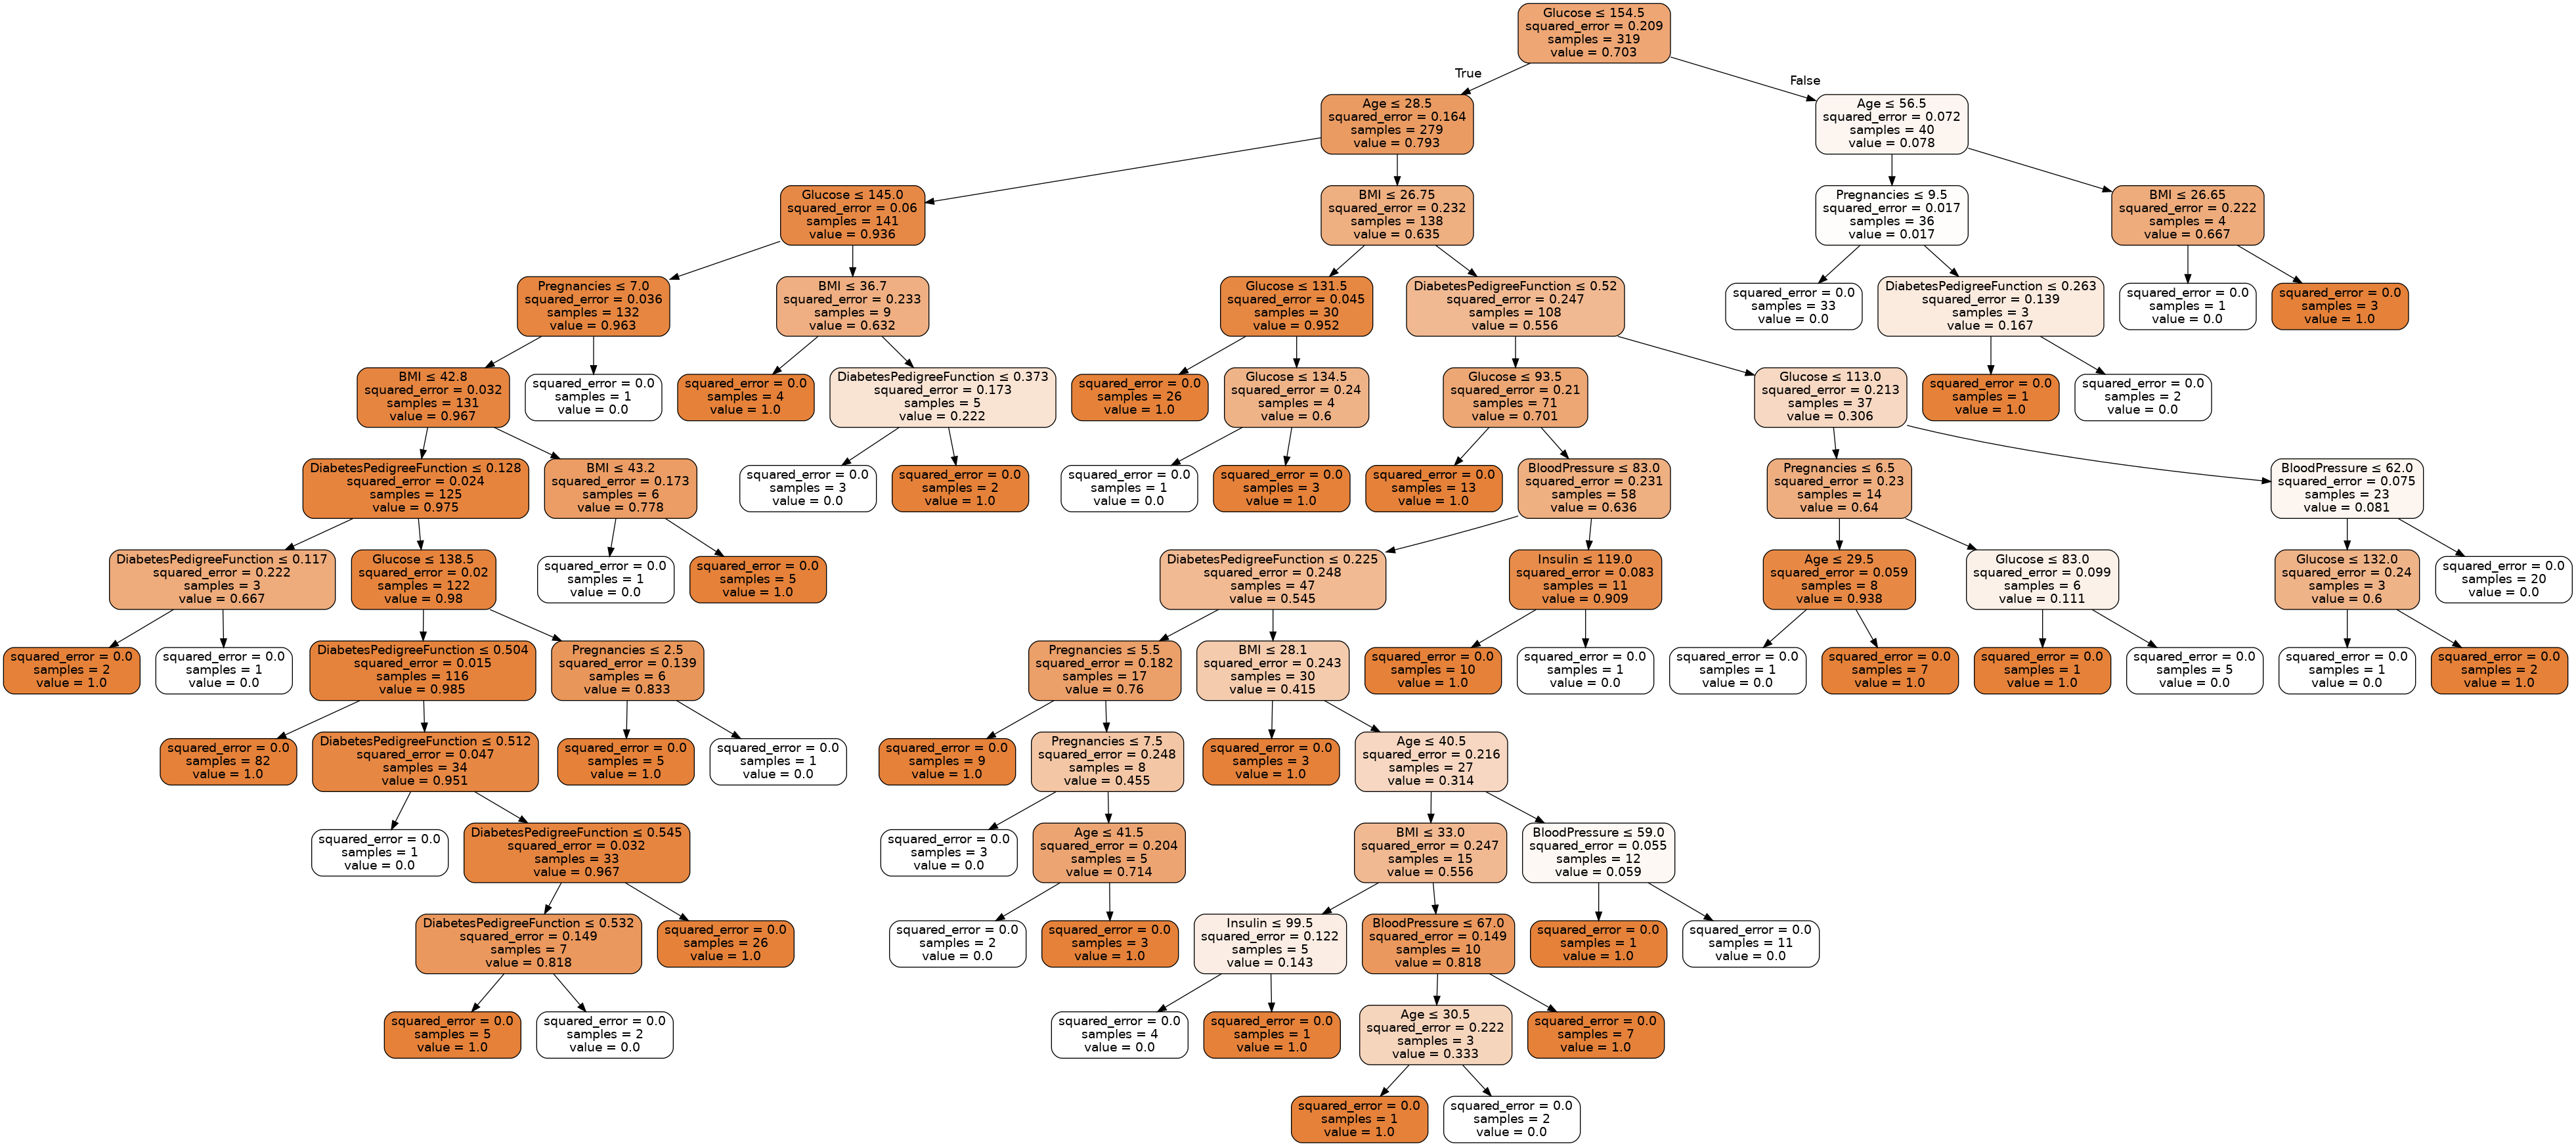 Glucose ≤ 154.5
squared_error = 0.209
samples = 319
value = 0.703
True
False
Age ≤ 28.5
squared_error = 0.164
samples = 279
value = 0.793
Age ≤ 56.5
squared_error = 0.072
samples = 40
value = 0.078
Glucose ≤ 145.0
squared_error = 0.06
samples = 141
value = 0.936
BMI ≤ 26.75
squared_error = 0.232
samples = 138
value = 0.635
Pregnancies ≤ 9.5
squared_error = 0.017
samples = 36
value = 0.017
BMI ≤ 26.65
squared_error = 0.222
samples = 4
value = 0.667
Pregnancies ≤ 7.0
squared_error = 0.036
samples = 132
value = 0.963
BMI ≤ 36.7
squared_error = 0.233
samples = 9
value = 0.632
Glucose ≤ 131.5
squared_error = 0.045
samples = 30
value = 0.952
DiabetesPedigreeFunction ≤ 0.52
squared_error = 0.247
samples = 108
value = 0.556
squared_error = 0.0
samples = 33
value = 0.0
DiabetesPedigreeFunction ≤ 0.263
squared_error = 0.139
samples = 3
value = 0.167
squared_error = 0.0
samples = 1
value = 0.0
squared_error = 0.0
samples = 3
value = 1.0
BMI ≤ 42.8
squared_error = 0.032
samples = 131
value = 0.967
squared_error = 0.0
samples = 1
value = 0.0
squared_error = 0.0
samples = 4
value = 1.0
DiabetesPedigreeFunction ≤ 0.373
squared_error = 0.173
samples = 5
value = 0.222
squared_error = 0.0
samples = 26
value = 1.0
Glucose ≤ 134.5
squared_error = 0.24
samples = 4
value = 0.6
Glucose ≤ 93.5
squared_error = 0.21
samples = 71
value = 0.701
Glucose ≤ 113.0
squared_error = 0.213
samples = 37
value = 0.306
squared_error = 0.0
samples = 1
value = 1.0
squared_error = 0.0
samples = 2
value = 0.0
DiabetesPedigreeFunction ≤ 0.128
squared_error = 0.024
samples = 125
value = 0.975
BMI ≤ 43.2
squared_error = 0.173
samples = 6
value = 0.778
squared_error = 0.0
samples = 3
value = 0.0
squared_error = 0.0
samples = 2
value = 1.0
squared_error = 0.0
samples = 1
value = 0.0
squared_error = 0.0
samples = 3
value = 1.0
squared_error = 0.0
samples = 13
value = 1.0
BloodPressure ≤ 83.0
squared_error = 0.231
samples = 58
value = 0.636
Pregnancies ≤ 6.5
squared_error = 0.23
samples = 14
value = 0.64
BloodPressure ≤ 62.0
squared_error = 0.075
samples = 23
value = 0.081
DiabetesPedigreeFunction ≤ 0.117
squared_error = 0.222
samples = 3
value = 0.667
Glucose ≤ 138.5
squared_error = 0.02
samples = 122
value = 0.98
squared_error = 0.0
samples = 1
value = 0.0
squared_error = 0.0
samples = 5
value = 1.0
DiabetesPedigreeFunction ≤ 0.225
squared_error = 0.248
samples = 47
value = 0.545
Insulin ≤ 119.0
squared_error = 0.083
samples = 11
value = 0.909
Age ≤ 29.5
squared_error = 0.059
samples = 8
value = 0.938
Glucose ≤ 83.0
squared_error = 0.099
samples = 6
value = 0.111
Glucose ≤ 132.0
squared_error = 0.24
samples = 3
value = 0.6
squared_error = 0.0
samples = 20
value = 0.0
squared_error = 0.0
samples = 2
value = 1.0
squared_error = 0.0
samples = 1
value = 0.0
DiabetesPedigreeFunction ≤ 0.504
squared_error = 0.015
samples = 116
value = 0.985
Pregnancies ≤ 2.5
squared_error = 0.139
samples = 6
value = 0.833
Pregnancies ≤ 5.5
squared_error = 0.182
samples = 17
value = 0.76
BMI ≤ 28.1
squared_error = 0.243
samples = 30
value = 0.415
squared_error = 0.0
samples = 10
value = 1.0
squared_error = 0.0
samples = 1
value = 0.0
squared_error = 0.0
samples = 1
value = 0.0
squared_error = 0.0
samples = 7
value = 1.0
squared_error = 0.0
samples = 1
value = 1.0
squared_error = 0.0
samples = 5
value = 0.0
squared_error = 0.0
samples = 1
value = 0.0
squared_error = 0.0
samples = 2
value = 1.0
squared_error = 0.0
samples = 82
value = 1.0
DiabetesPedigreeFunction ≤ 0.512
squared_error = 0.047
samples = 34
value = 0.951
squared_error = 0.0
samples = 5
value = 1.0
squared_error = 0.0
samples = 1
value = 0.0
squared_error = 0.0
samples = 9
value = 1.0
Pregnancies ≤ 7.5
squared_error = 0.248
samples = 8
value = 0.455
squared_error = 0.0
samples = 3
value = 1.0
Age ≤ 40.5
squared_error = 0.216
samples = 27
value = 0.314
squared_error = 0.0
samples = 1
value = 0.0
DiabetesPedigreeFunction ≤ 0.545
squared_error = 0.032
samples = 33
value = 0.967
squared_error = 0.0
samples = 3
value = 0.0
Age ≤ 41.5
squared_error = 0.204
samples = 5
value = 0.714
BMI ≤ 33.0
squared_error = 0.247
samples = 15
value = 0.556
BloodPressure ≤ 59.0
squared_error = 0.055
samples = 12
value = 0.059
DiabetesPedigreeFunction ≤ 0.532
squared_error = 0.149
samples = 7
value = 0.818
squared_error = 0.0
samples = 26
value = 1.0
squared_error = 0.0
samples = 2
value = 0.0
squared_error = 0.0
samples = 3
value = 1.0
Insulin ≤ 99.5
squared_error = 0.122
samples = 5
value = 0.143
BloodPressure ≤ 67.0
squared_error = 0.149
samples = 10
value = 0.818
squared_error = 0.0
samples = 1
value = 1.0
squared_error = 0.0
samples = 11
value = 0.0
squared_error = 0.0
samples = 5
value = 1.0
squared_error = 0.0
samples = 2
value = 0.0
squared_error = 0.0
samples = 4
value = 0.0
squared_error = 0.0
samples = 1
value = 1.0
Age ≤ 30.5
squared_error = 0.222
samples = 3
value = 0.333
squared_error = 0.0
samples = 7
value = 1.0
squared_error = 0.0
samples = 1
value = 1.0
squared_error = 0.0
samples = 2
value = 0.0